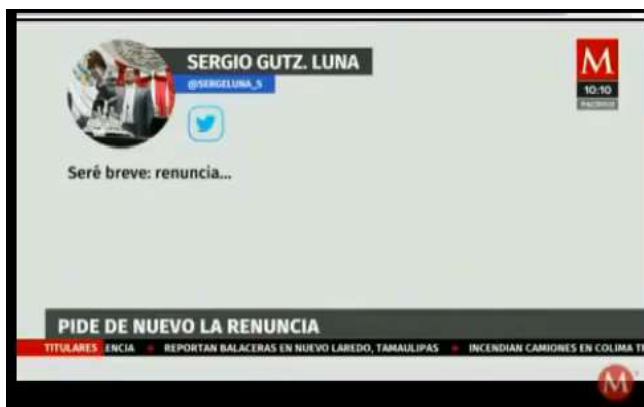 SERGIO GUTZ. LUNA
@SERGELUNA_S
M
10:10
PACÍFICO
Seré breve: renuncia...
PIDE DE NUEVO LA RENUNCIA
TITULARES ENCIA REPORTAN BALACERAS EN NUEVO LAREDO, TAMAULIPAS INCENDIAN CAMIONES EN COLIMA T
M